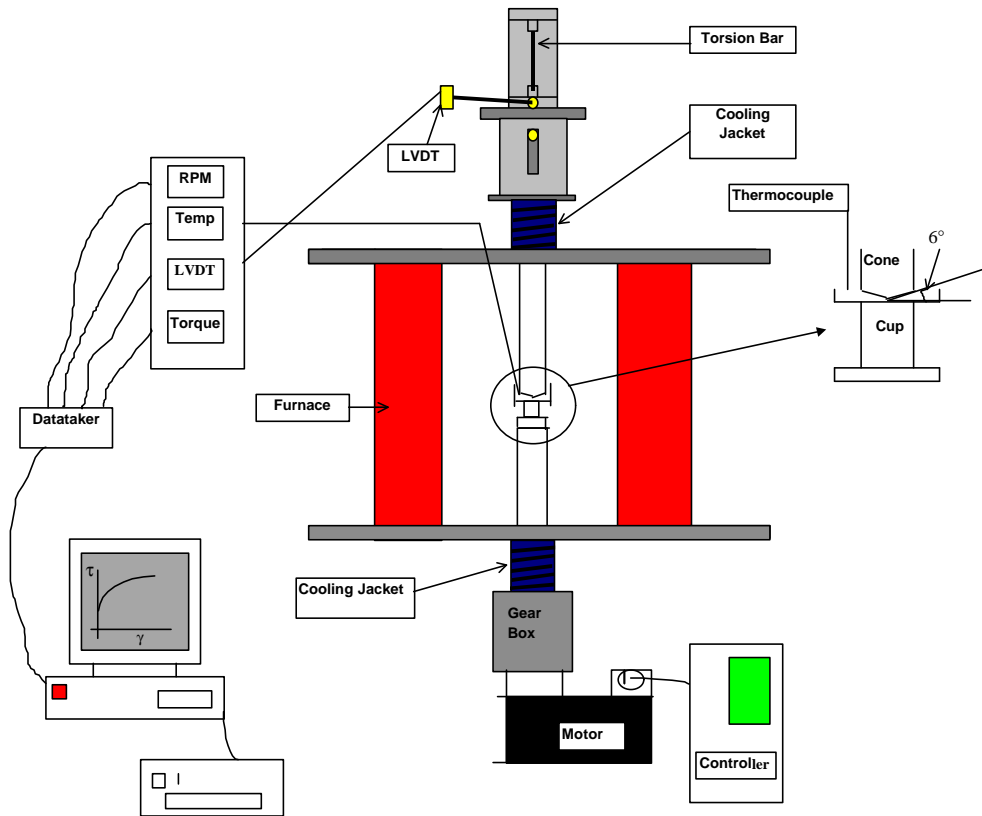 Torsion Bar
Cooling
Jacket
LVDT
RPM
Temp
LVDT
Torque
Thermocouple
6°
Cone
Cup
Furnace
Datataker
Cooling Jacket
Gear
Box
τ
γ
Motor
Controller